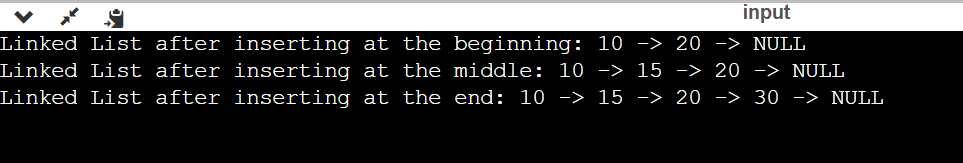 input
Linked List after inserting at the beginning: 10 -> 20 -> NULL
Linked List after inserting at the middle: 10 -> 15 -> 20 -> NULL
Linked List after inserting at the end: 10 -> 15 -> 20 -> 30 -> NULL